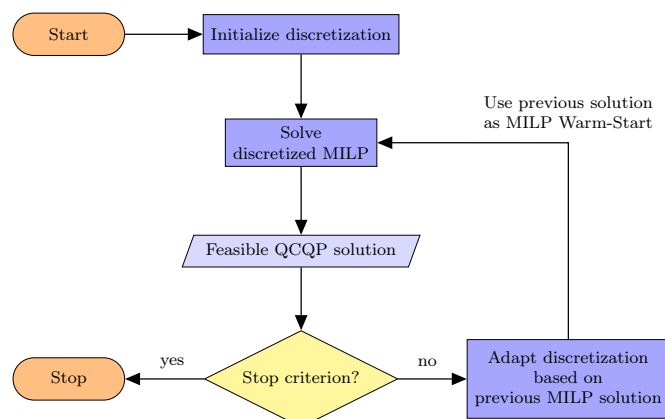 Start
Initialize discretization
Use previous solution
as MILP Warm-Start
Solve
discretized MILP
Feasible QCQP solution
Stop
yes
Stop criterion?
no
Adapt discretization
based on
previous MILP solution